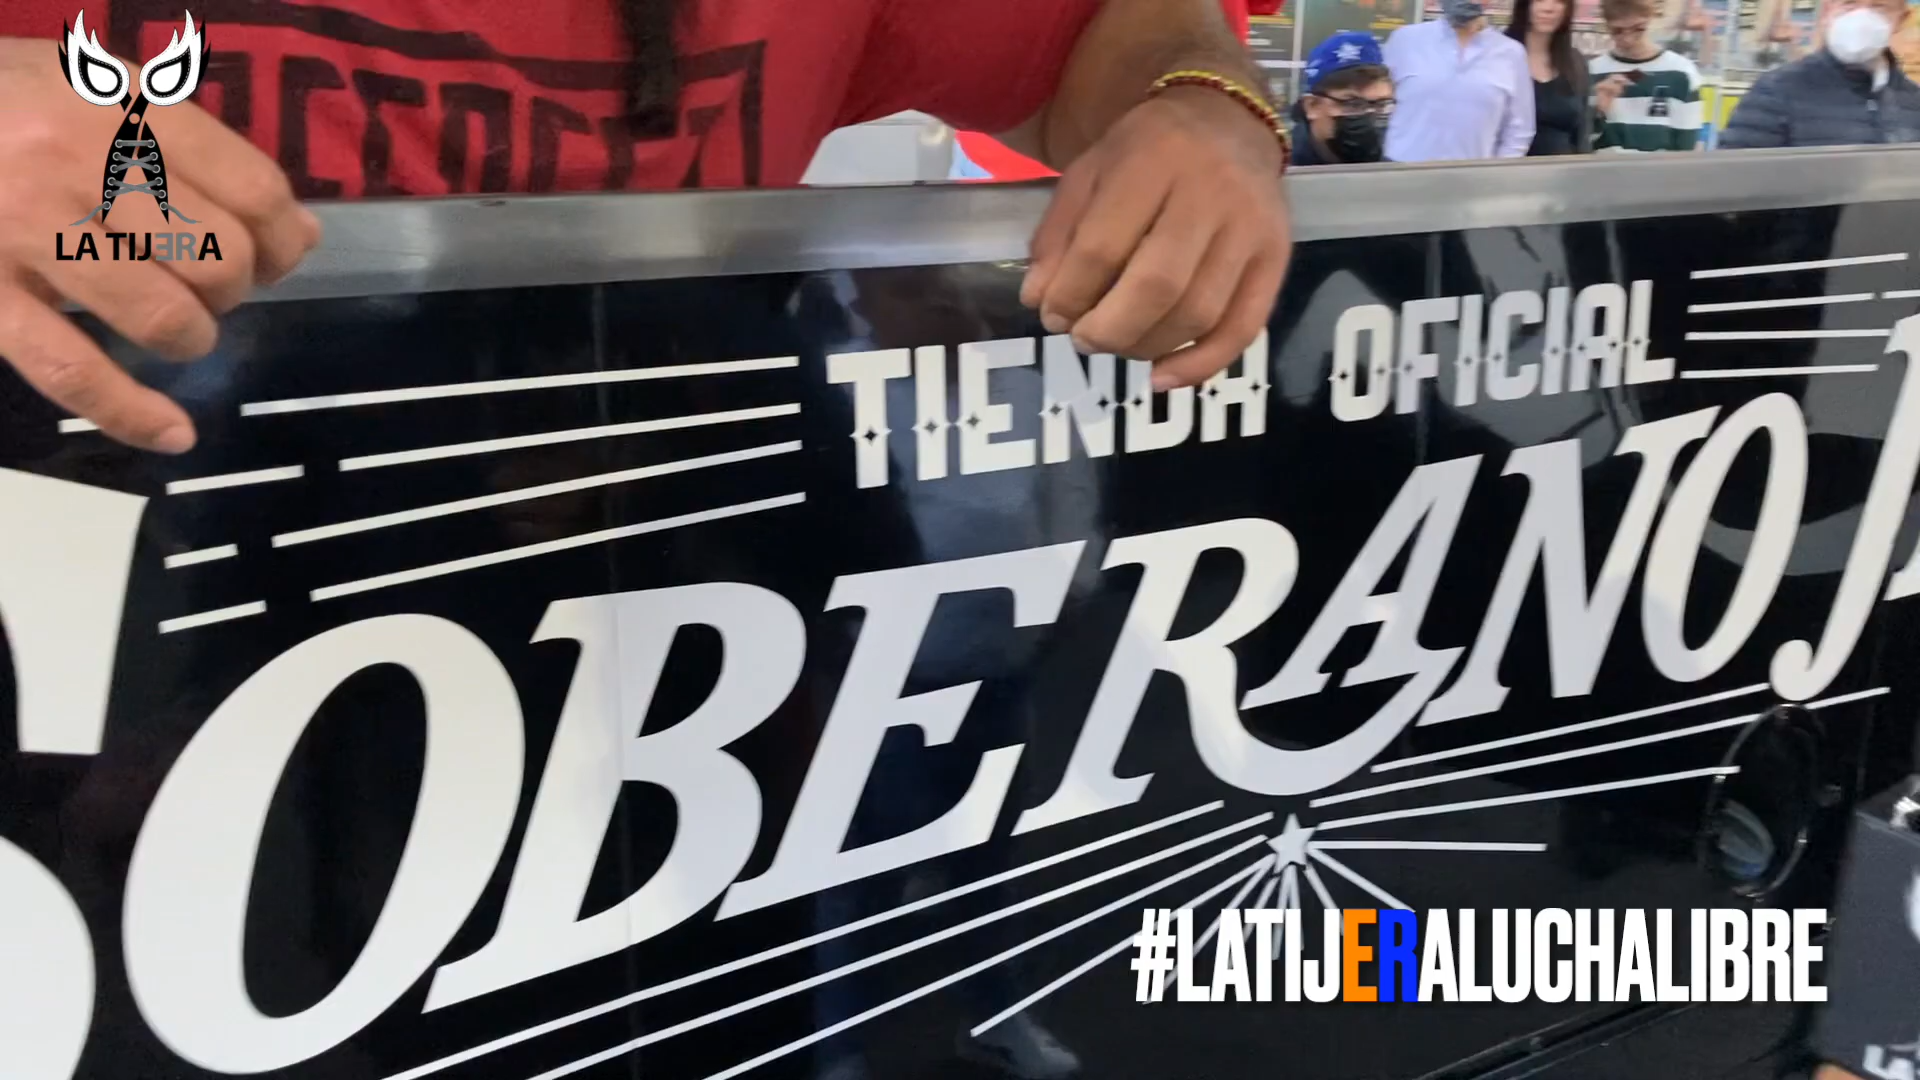 LA TIJERA
TIENDA OFICIAL
SOBERANO J
#LATIJERALUCHALIBRE